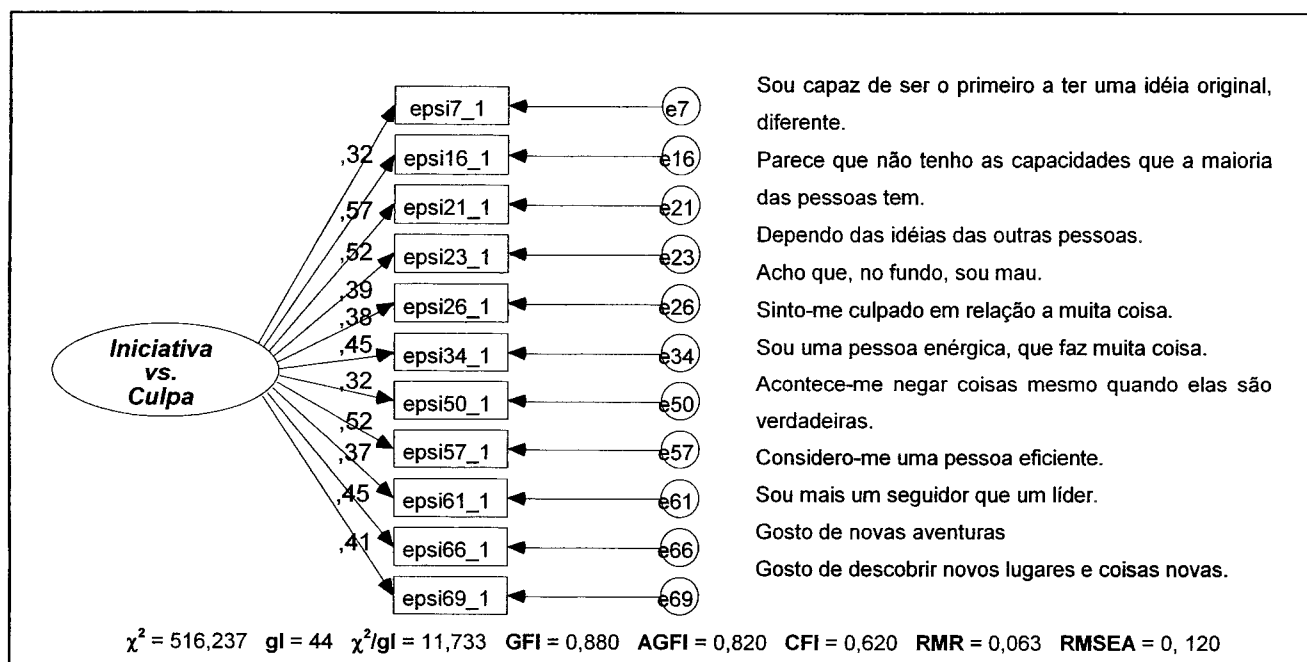 Iniciativa
vs.
Culpa
,32
,57
,52
,39
,38
,45
,32
,52
,37
,45
,41
epsi7_1
epsi16_1
epsi21_1
epsi23_1
epsi26_1
epsi34_1
epsi50_1
epsi57_1
epsi61_1
epsi66_1
epsi69_1
e7
e16
e21
e23
e26
e34
e50
e57
e61
e66
e69
Sou capaz de ser o primeiro a ter uma idéia original,
diferente.
Parece que não tenho as capacidades que a maioria
das pessoas tem.
Dependo das idéias das outras pessoas.
Acho que, no fundo, sou mau.
Sinto-me culpado em relação a muita coisa.
Sou uma pessoa enérgica, que faz muita coisa.
Acontece-me negar coisas mesmo quando elas são
verdadeiras.
Considero-me uma pessoa eficiente.
Sou mais um seguidor que um líder.
Gosto de novas aventuras
Gosto de descobrir novos lugares e coisas novas.
χ² = 516,237 gl = 44 χ²/gl = 11,733 GFI = 0,880 AGFI = 0,820 CFI = 0,620 RMR = 0,063 RMSEA = 0, 120